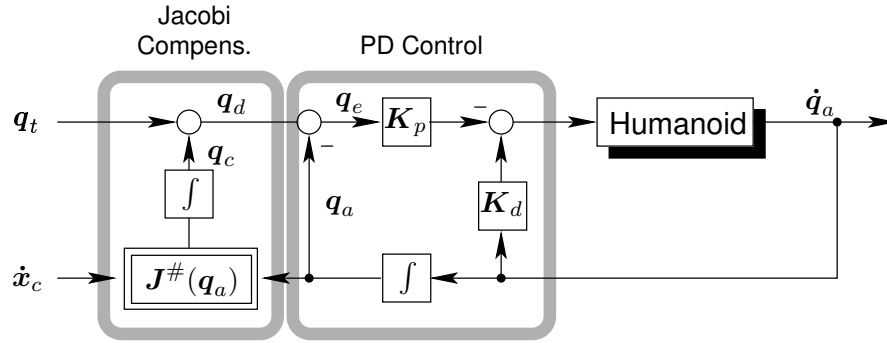 Jacobi
Compens.
PD Control
q_t
q_d
q_e
K_p
−
Humanoid
q̇_a
−
q_c
∫
q_a
K_d
ẋ_c
J^#(q_a)
∫